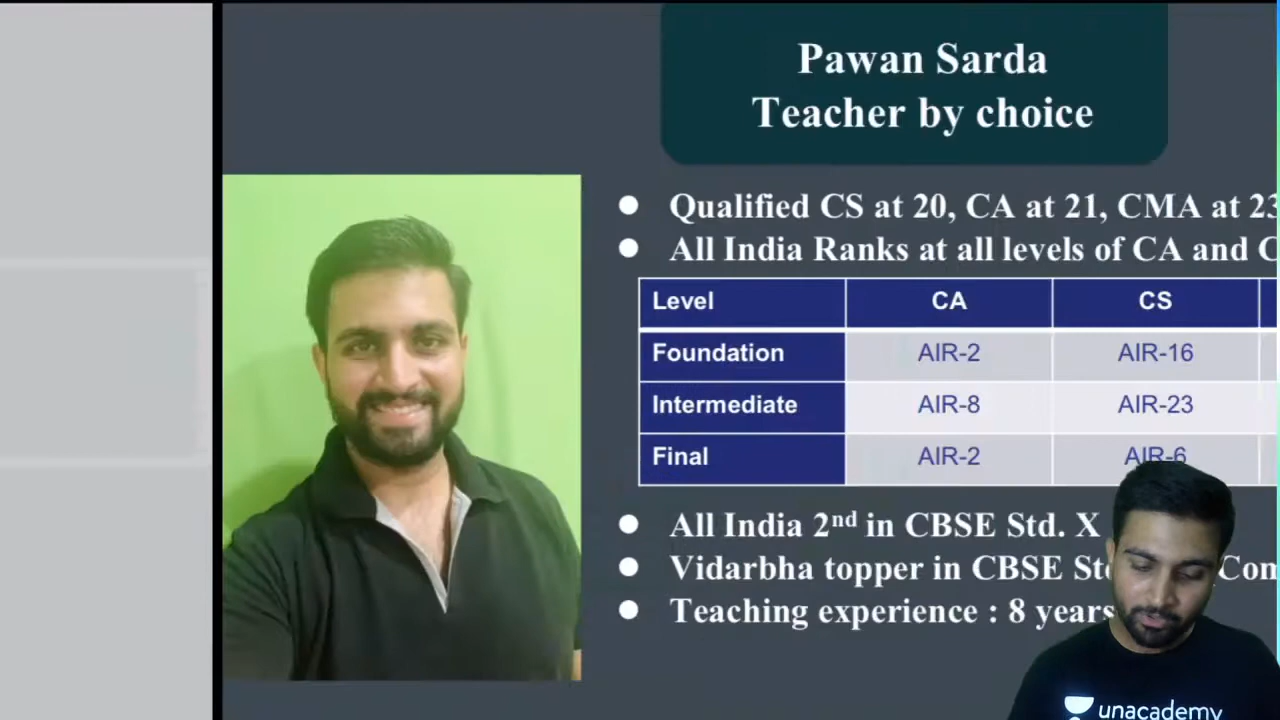 Pawan Sarda
Teacher by choice
● Qualified CS at 20, CA at 21, CMA at 23
● All India Ranks at all levels of CA and C
Level CA CS
Foundation AIR-2 AIR-16
Intermediate AIR-8 AIR-23
Final AIR-2 AIR-6
● All India 2nd in CBSE Std. X
● Vidarbha topper in CBSE
● Teaching experience : 8 years
unacademy